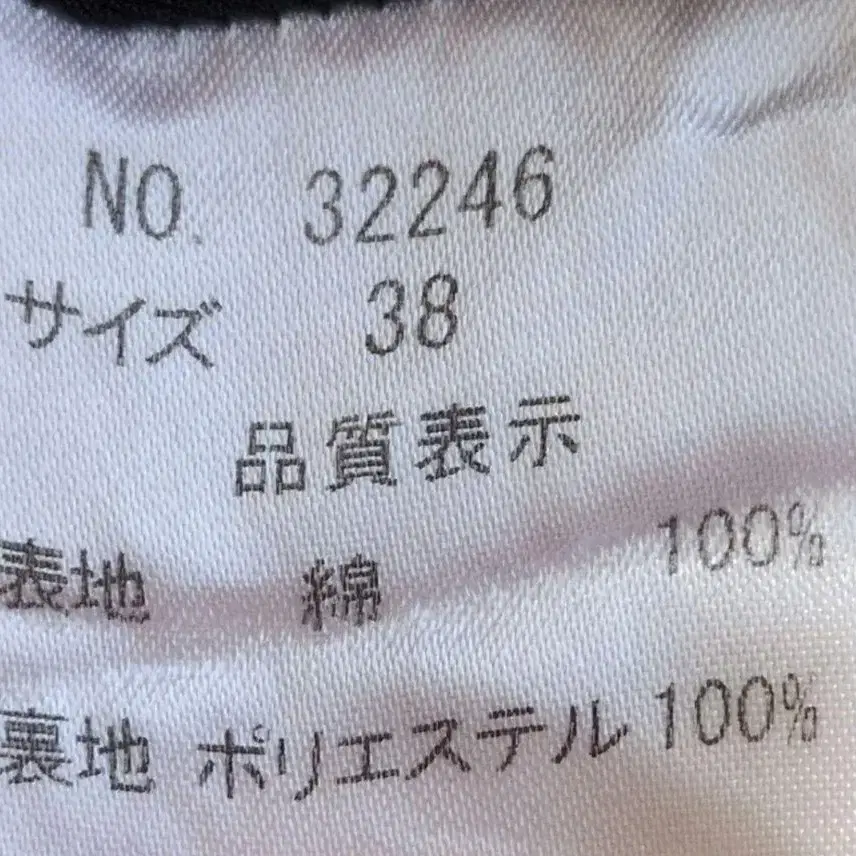 NO. 32246
サイズ 38
品質表示
表地 綿 100%
裏地 ポリエステル 100%